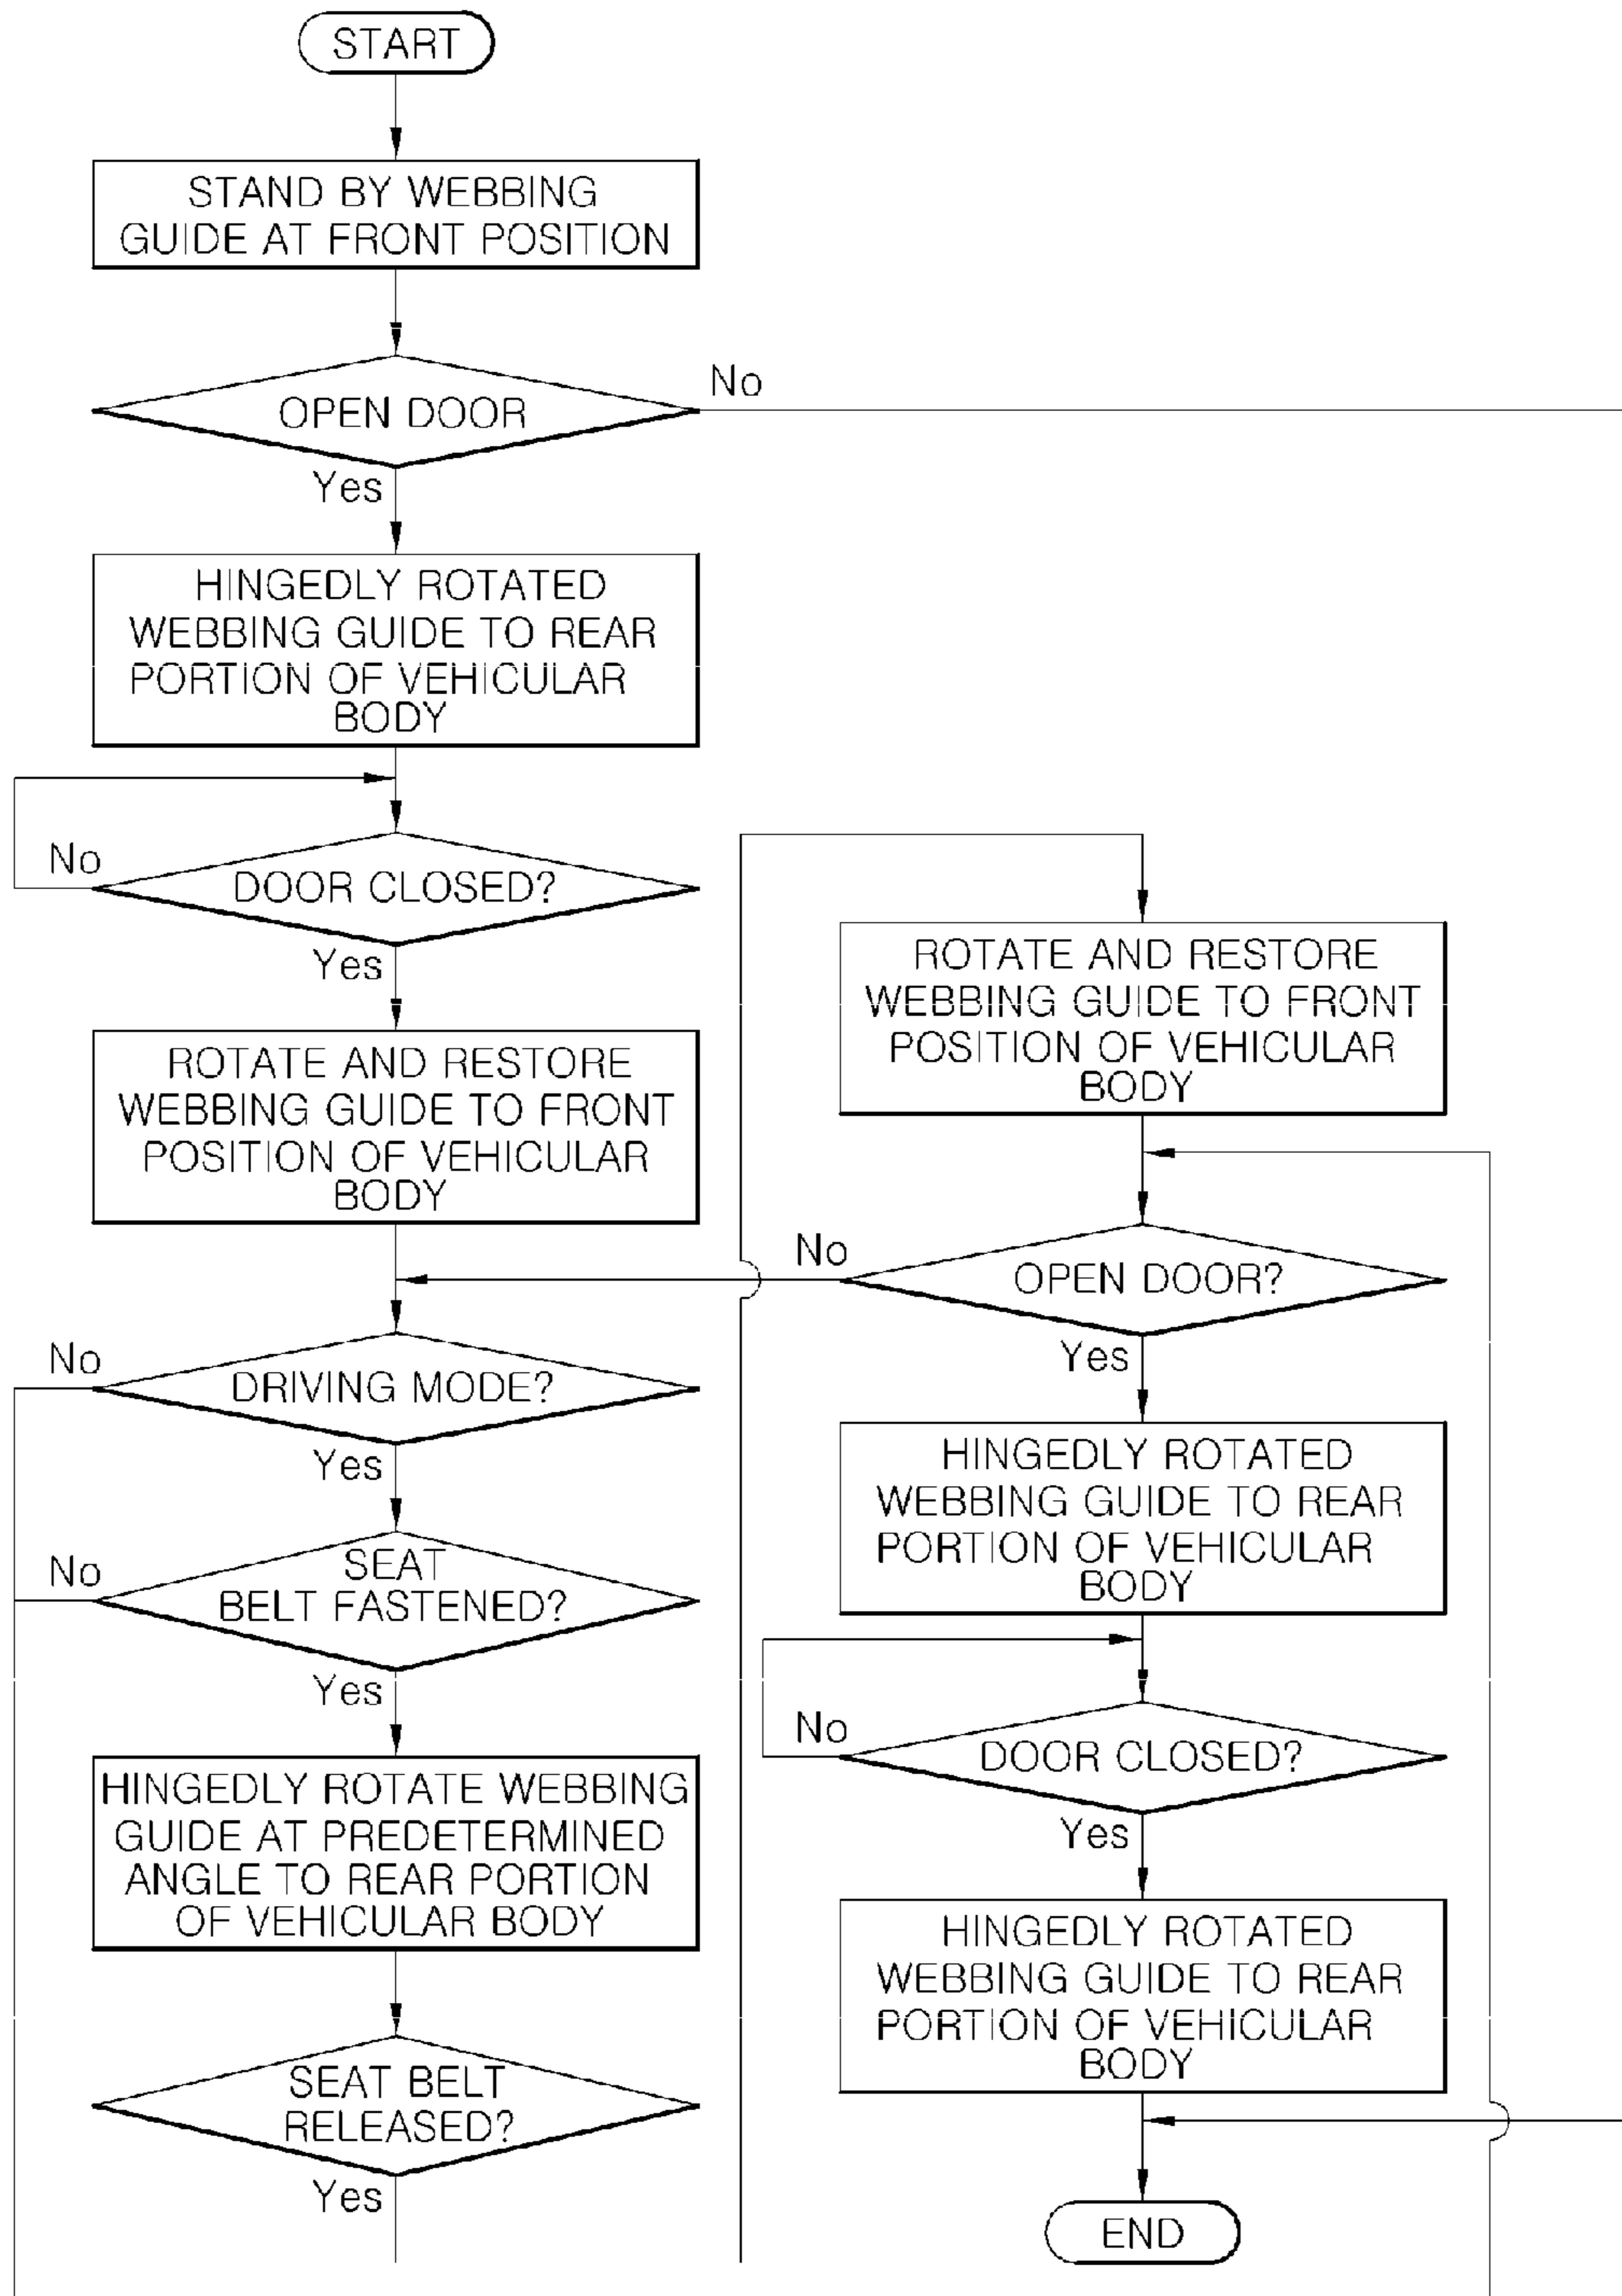 START
STAND BY WEBBING
GUIDE AT FRONT POSITION
OPEN DOOR
No
Yes
HINGEDLY ROTATED
WEBBING GUIDE TO REAR
PORTION OF VEHICULAR
BODY
No
DOOR CLOSED?
Yes
ROTATE AND RESTORE
WEBBING GUIDE TO FRONT
POSITION OF VEHICULAR
BODY
No
DRIVING MODE?
Yes
No
SEAT
BELT FASTENED?
Yes
HINGEDLY ROTATE WEBBING
GUIDE AT PREDETERMINED
ANGLE TO REAR PORTION
OF VEHICULAR BODY
SEAT BELT
RELEASED?
Yes
ROTATE AND RESTORE
WEBBING GUIDE TO FRONT
POSITION OF VEHICULAR
BODY
No
OPEN DOOR?
Yes
HINGEDLY ROTATED
WEBBING GUIDE TO REAR
PORTION OF VEHICULAR
BODY
No
DOOR CLOSED?
Yes
HINGEDLY ROTATED
WEBBING GUIDE TO REAR
PORTION OF VEHICULAR
BODY
END